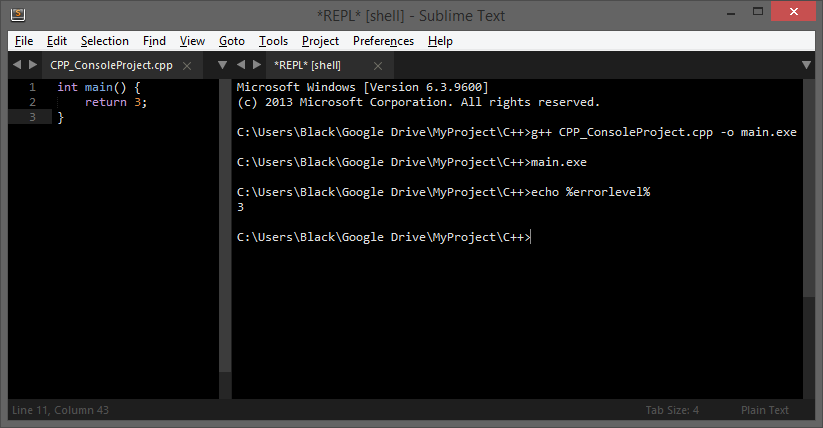 *REPL* [shell] - Sublime Text
File Edit Selection Find View Goto Tools Project Preferences Help
CPP_ConsoleProject.cpp
1 int main() {
2     return 3;
3 }
*REPL* [shell]
Microsoft Windows [Version 6.3.9600]
(c) 2013 Microsoft Corporation. All rights reserved.
C:\Users\Black\Google Drive\MyProject\C++>g++ CPP_ConsoleProject.cpp -o main.exe
C:\Users\Black\Google Drive\MyProject\C++>main.exe
C:\Users\Black\Google Drive\MyProject\C++>echo %errorlevel%
3
C:\Users\Black\Google Drive\MyProject\C++>
Line 11, Column 43
Tab Size: 4
Plain Text